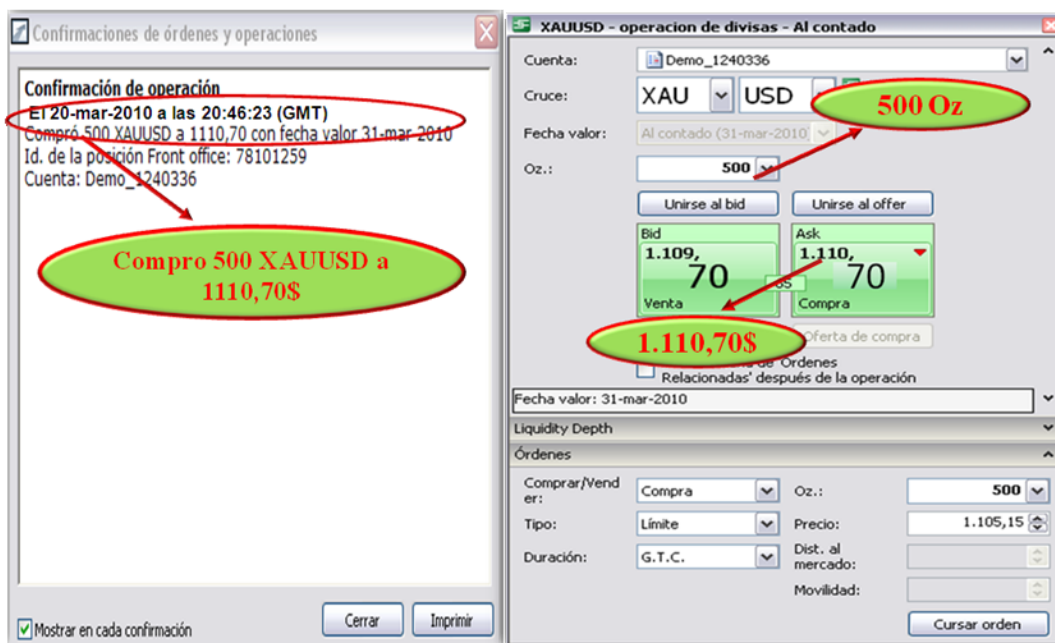 Confirmaciones de órdenes y operaciones
Confirmación de operación
El 20-mar-2010 a las 20:46:23 (GMT)
Compró 500 XAUUSD a 1110,70 con fecha valor 31-mar-2010
Id. de la posición Front office: 78101259
Cuenta: Demo_1240336
Compro 500 XAUUSD a
1110,70$
Mostrar en cada confirmación
Cerrar
Imprimir
XAUUSD - operacion de divisas - Al contado
Cuenta: Demo_1240336
Cruce: XAU USD
500 Oz
Fecha valor: Al contado (31-mar-2010)
Oz.: 500
Unirse al bid Unirse al offer
Bid Ask
1.109, 1.110,
70 70
Venta Compra
1.110,70$
Oferta de compra
Ordenes
Relacionadas' después de la operación
Fecha valor: 31-mar-2010
Liquidity Depth
Órdenes
Comprar/Vend
er: Compra Oz.: 500
Tipo: Límite Precio: 1.105,15
Duración: G.T.C. Dist. al
mercado:
Movilidad:
Cursar orden